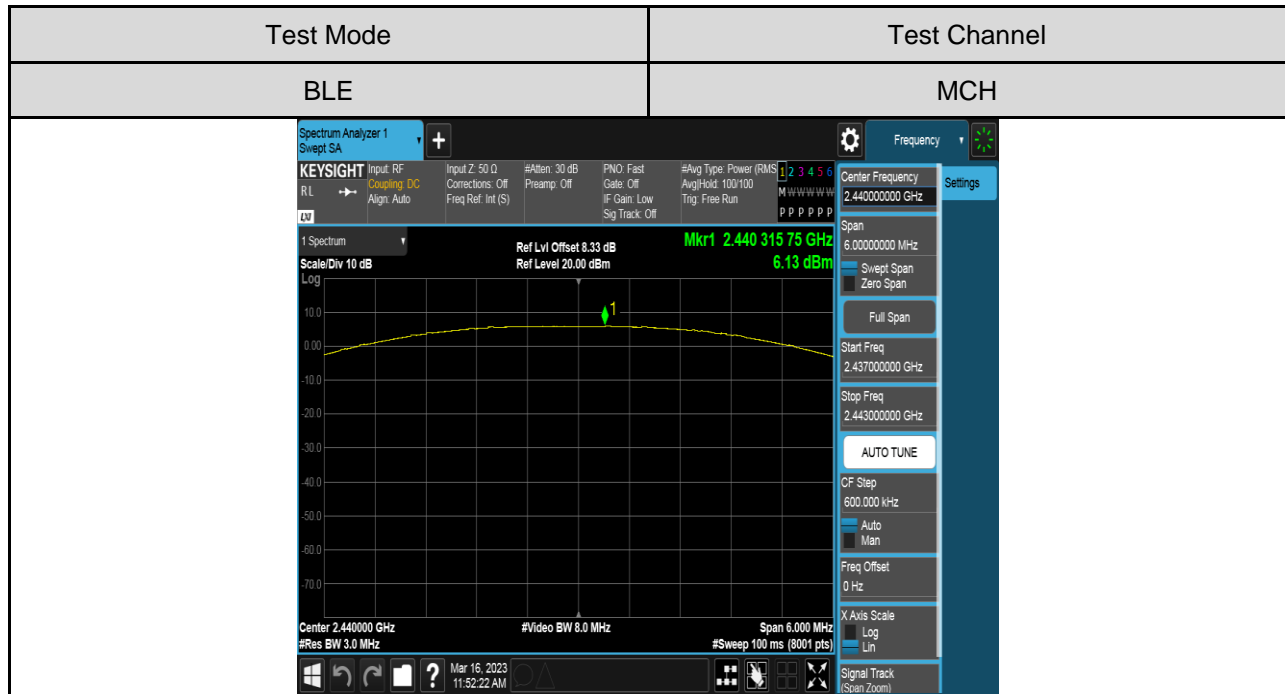 Test Mode
Test Channel
BLE
MCH
Spectrum Analyzer 1
Swept SA
+
Frequency
KEYSIGHT
RL
LXI
Input: RF
Coupling: DC
Align: Auto
Input Z: 50 Ω
Corrections: Off
Freq Ref: Int (S)
#Atten: 30 dB
Preamp: Off
PNO: Fast
Gate: Off
IF Gain: Low
Sig Track: Off
#Avg Type: Power (RMS
Avg|Hold: 100/100
Trig: Free Run
1 2 3 4 5 6
M W W W W W
P P P P P P
Center Frequency
2.440000000 GHz
Settings
Span
6.00000000 MHz
Swept Span
Zero Span
Full Span
Start Freq
2.437000000 GHz
Stop Freq
2.443000000 GHz
AUTO TUNE
CF Step
600.000 kHz
Auto
Man
Freq Offset
0 Hz
X Axis Scale
Log
Lin
Signal Track
(Span Zoom)
1 Spectrum
Scale/Div 10 dB
Log
Ref Lvl Offset 8.33 dB
Ref Level 20.00 dBm
Mkr1 2.440 315 75 GHz
6.13 dBm
1
10.0
0.00
-10.0
-20.0
-30.0
-40.0
-50.0
-60.0
-70.0
Center 2.440000 GHz
#Video BW 8.0 MHz
Span 6.000 MHz
#Res BW 3.0 MHz
#Sweep 100 ms (8001 pts)
?
Mar 16, 2023
11:52:22 AM